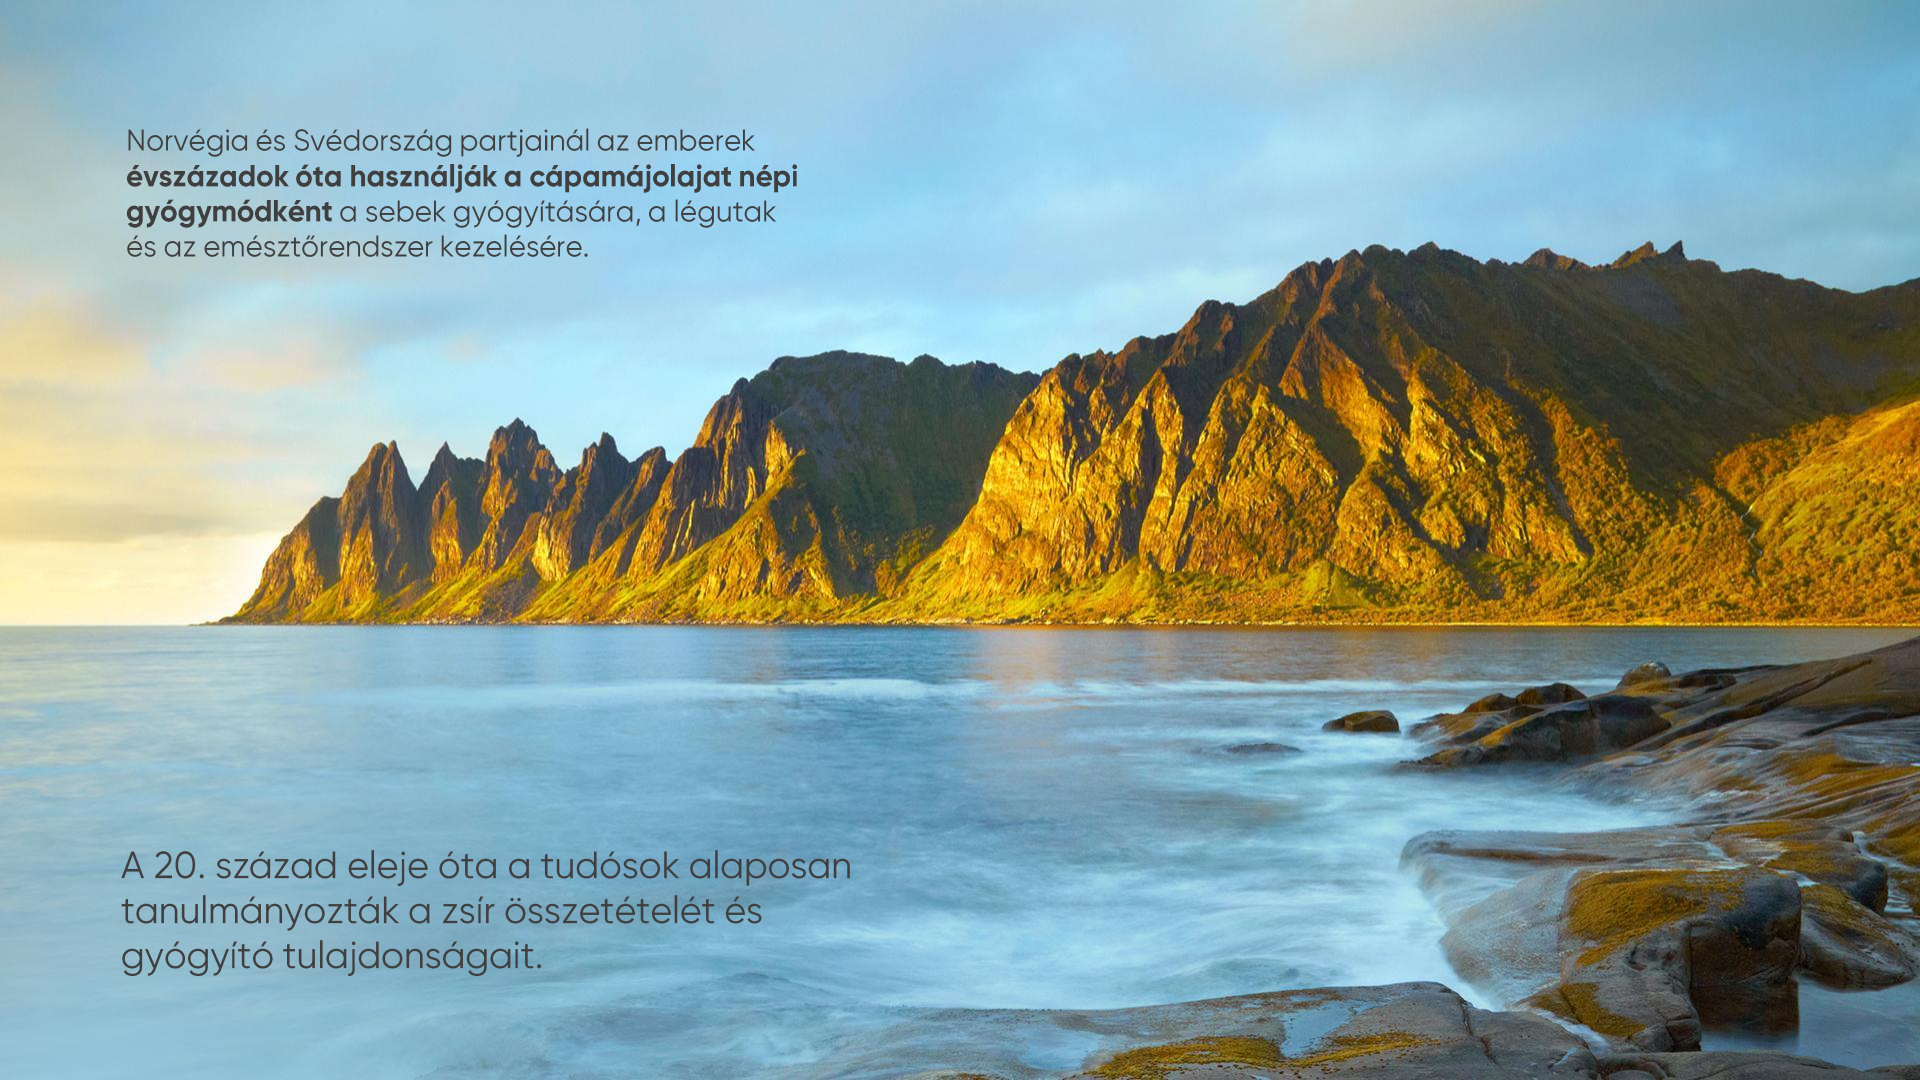 Norvégia és Svédország partjainál az emberek
évszázadok óta használják a cápamájolajat népi
gyógymódként a sebek gyógyítására, a légutak
és az emésztőrendszer kezelésére.
A 20. század eleje óta a tudósok alaposan
tanulmányozták a zsír összetételét és
gyógyító tulajdonságait.